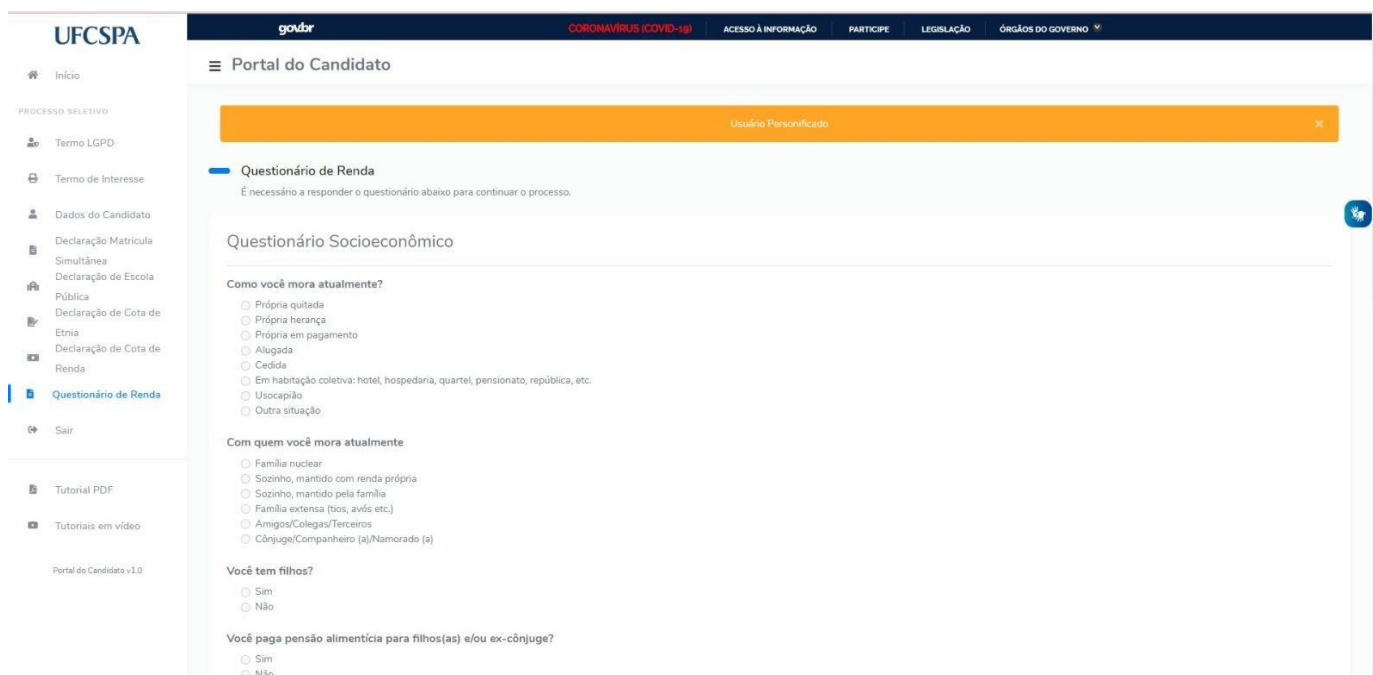 UFCSPA
Início
PROCESSO SELETIVO
Termo LGPD
Termo de Interesse
Dados do Candidato
Declaração Matricula
Simultânea
Declaração de Escola
Pública
Declaração de Cota de
Etnia
Declaração de Cota de
Renda
Questionário de Renda
Sair
Tutorial PDF
Tutoriais em vídeo
Portal do Candidato v1.0
govbr CORONAVÍRUS (COVID-19) ACESSO À INFORMAÇÃO PARTICIPE LEGISLAÇÃO ÓRGÃOS DO GOVERNO
Portal do Candidato
Usuário Personificado ×
Questionário de Renda
É necessário a responder o questionário abaixo para continuar o processo.
Questionário Socioeconômico
Como você mora atualmente?
Própria quitada
Própria herança
Própria em pagamento
Alugada
Cedida
Em habitação coletiva: hotel, hospedaria, quartel, pensionato, república, etc.
Usocapião
Outra situação
Com quem você mora atualmente
Família nuclear
Sozinho, mantido com renda própria
Sozinho, mantido pela família
Família extensa (tios, avós etc.)
Amigos/Colegas/Terceiros
Cônjuge/Companheiro (a)/Namorado (a)
Você tem filhos?
Sim
Não
Você paga pensão alimentícia para filhos(as) e/ou ex-cônjuge?
Sim
Não